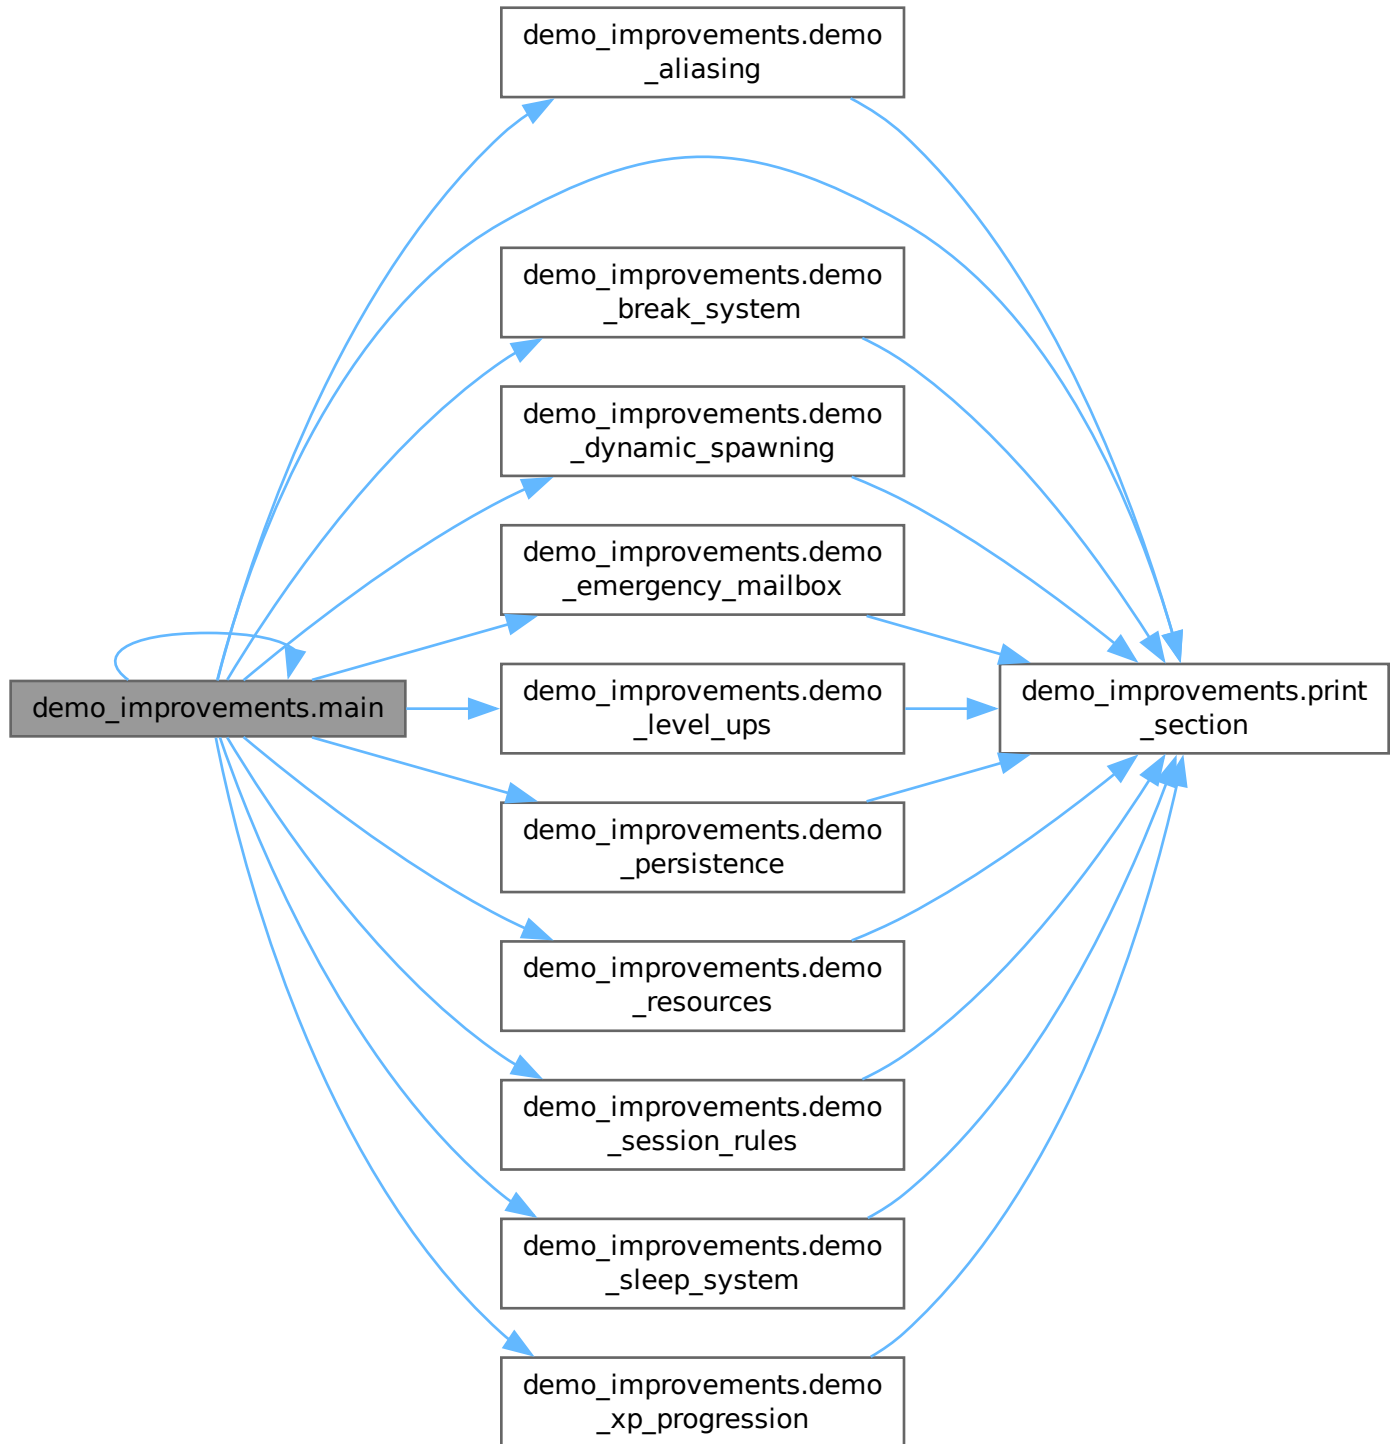 demo_improvements.demo
_aliasing
demo_improvements.demo
_break_system
demo_improvements.demo
_dynamic_spawning
demo_improvements.demo
_emergency_mailbox
demo_improvements.main
demo_improvements.demo
_level_ups
demo_improvements.print
_section
demo_improvements.demo
_persistence
demo_improvements.demo
_resources
demo_improvements.demo
_session_rules
demo_improvements.demo
_sleep_system
demo_improvements.demo
_xp_progression